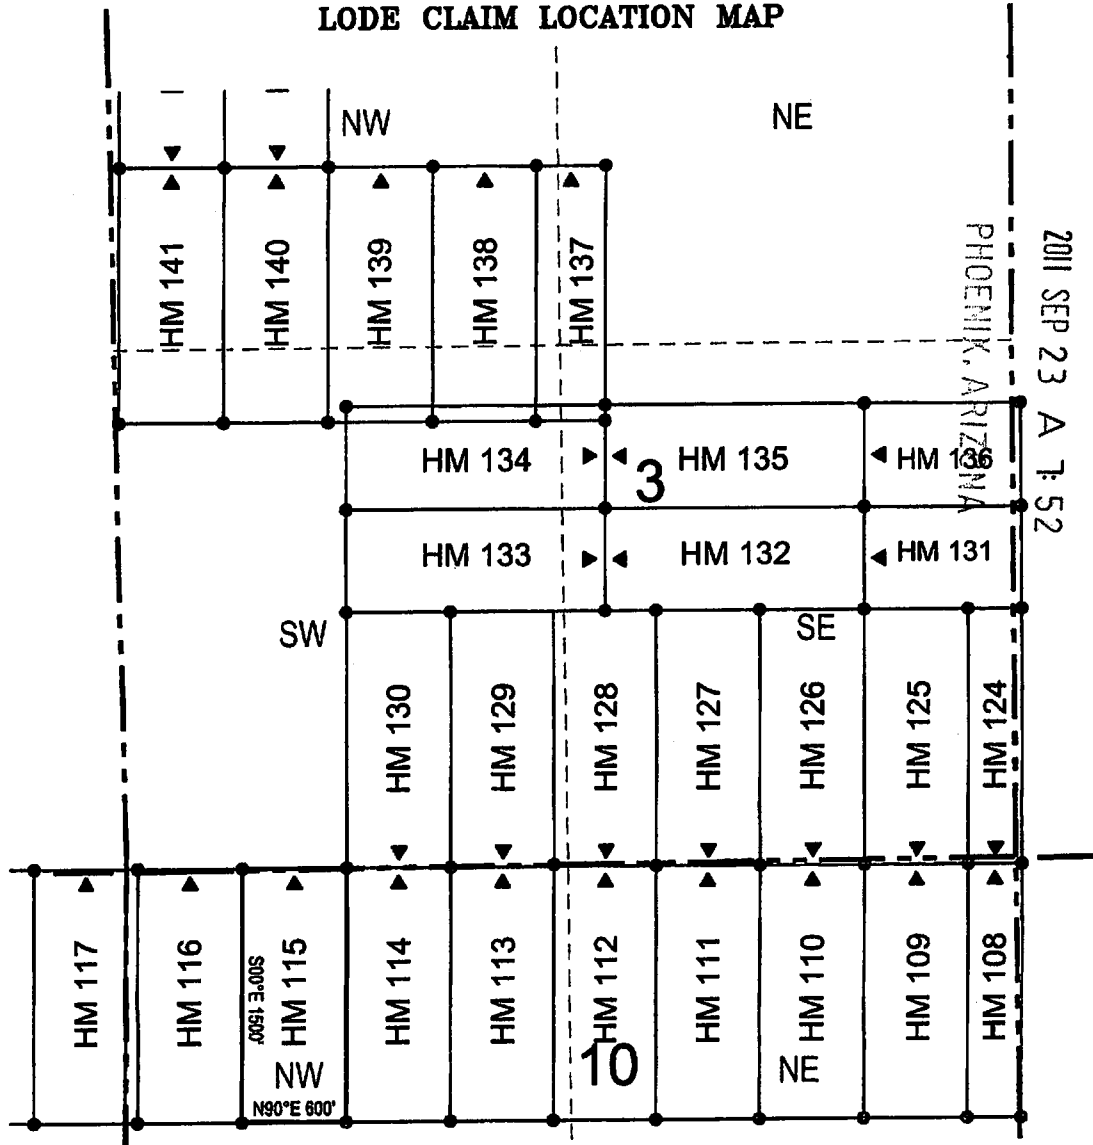 LODE CLAIM LOCATION MAP
NW
NE
HM 141
HM 140
HM 139
HM 138
HM 137
2011 SEP 23 A 7:52
PHOENIX, ARIZONA
HM 134
3
HM 135
HM 136
HM 133
HM 132
HM 131
SW
SE
HM 130
HM 129
HM 128
HM 127
HM 126
HM 125
HM 124
HM 117
HM 116
S00°E 1500'
HM 115
HM 114
HM 113
HM 112
HM 111
HM 110
HM 109
HM 108
NW
10
NE
N90°E 600'